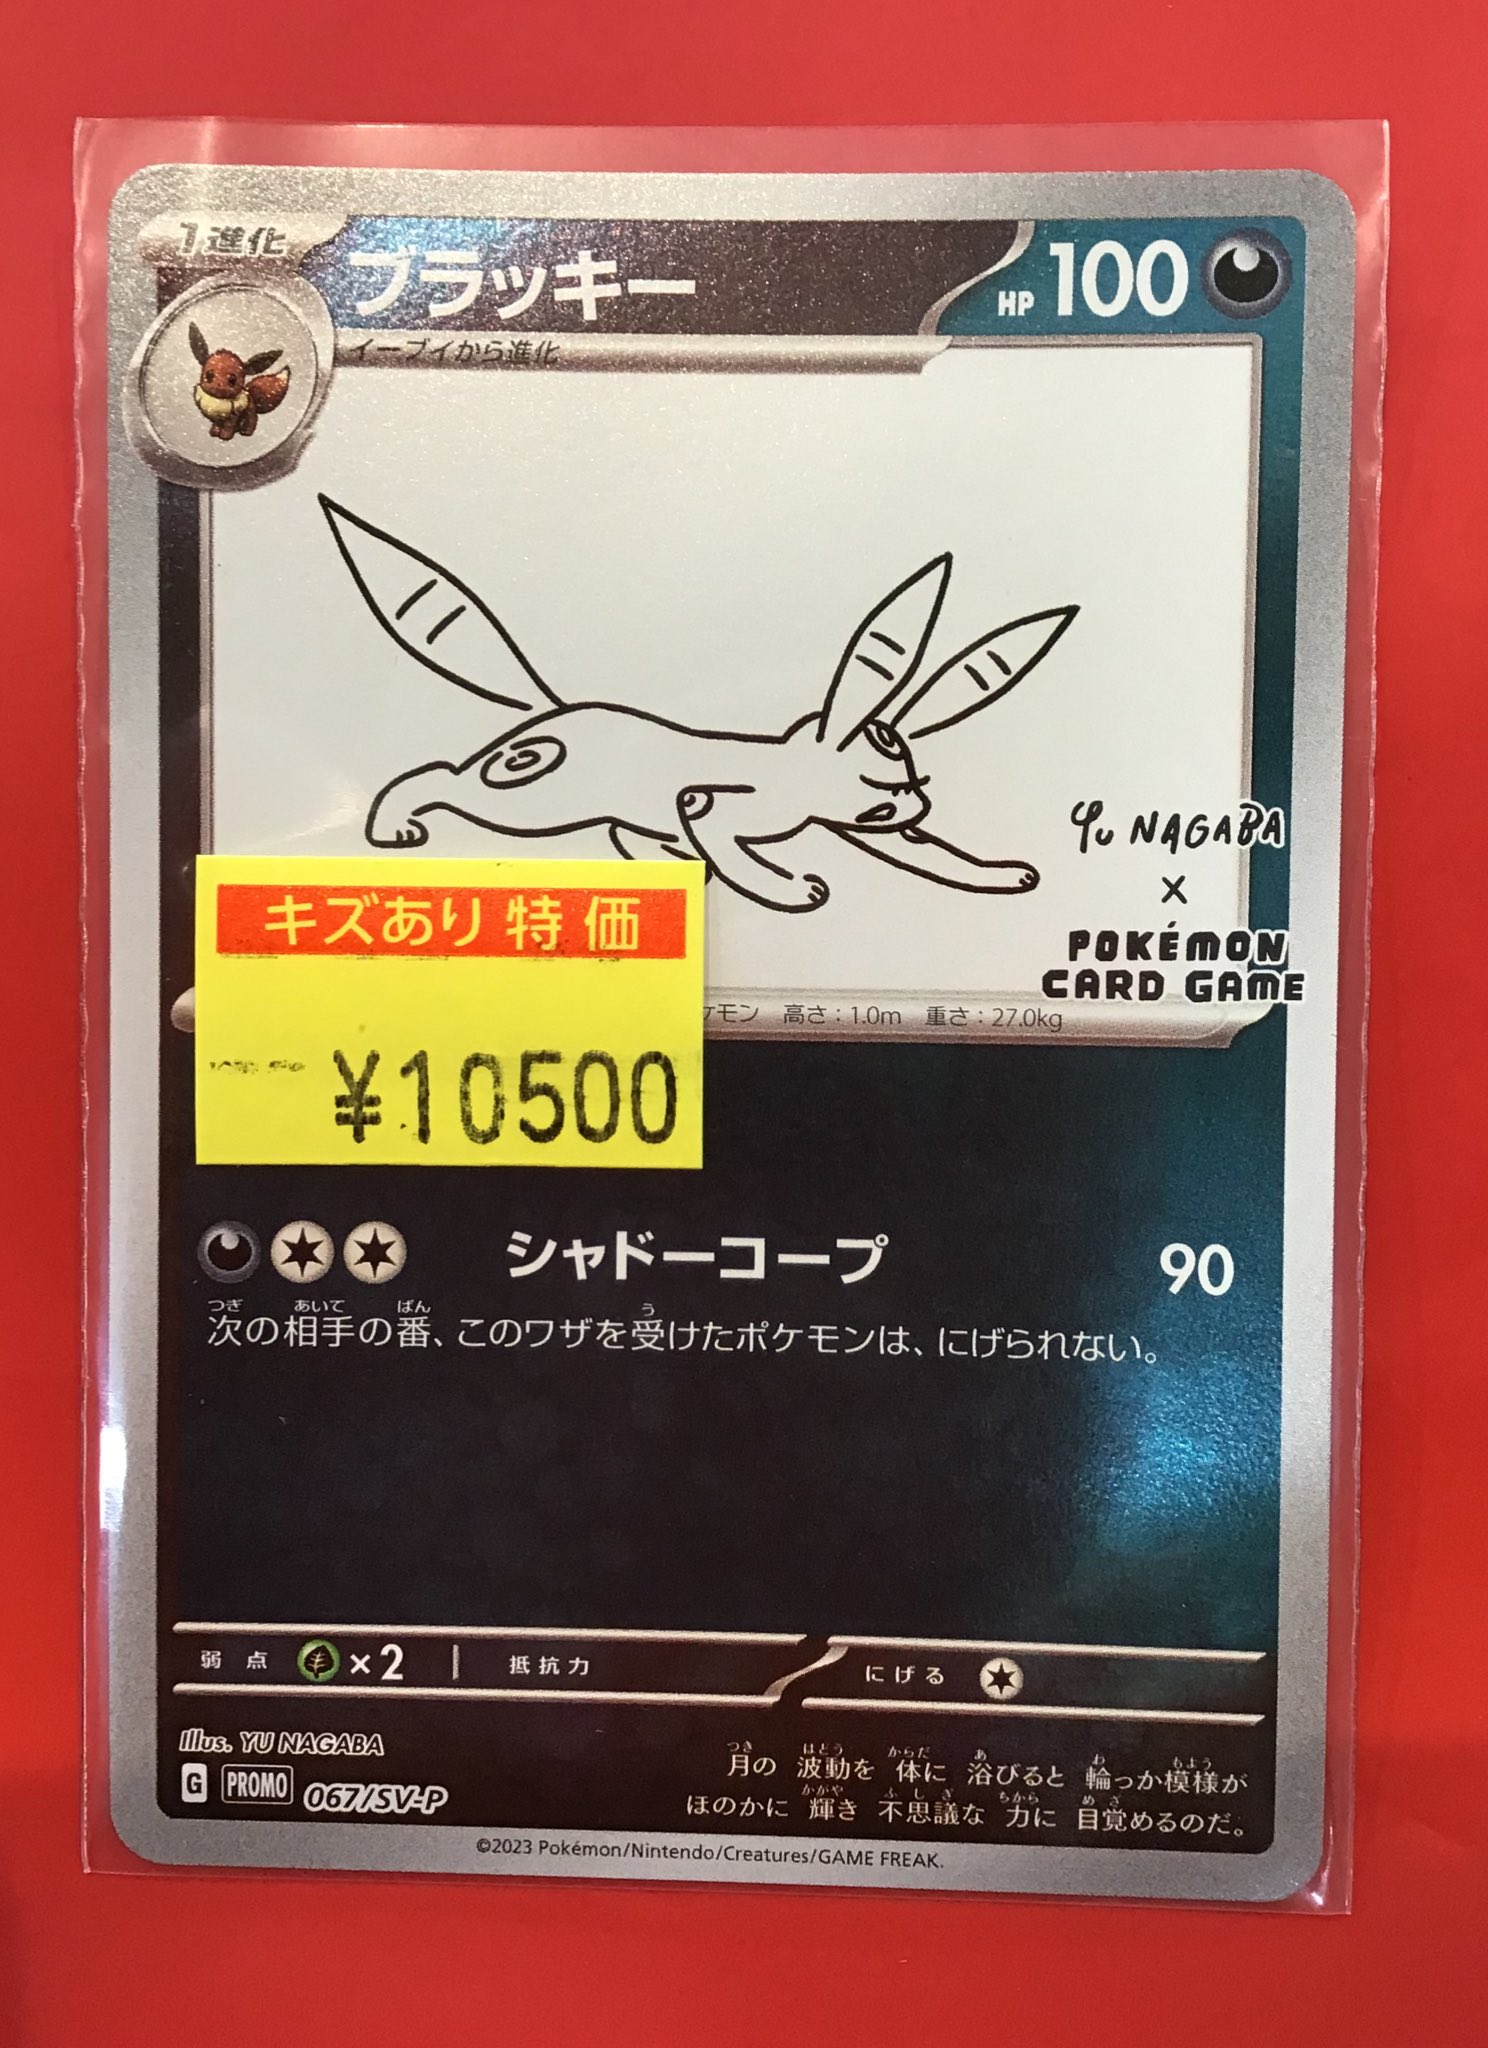 1進化
ブラッキー
HP 100
イーブイから進化
Yu NAGABA
×
POKÉMON
CARD GAME
キズあり特価
ケモン 高さ:1.0m 重さ:27.0kg
¥10500
シャドーコープ 90
次の相手の番、このワザを受けたポケモンは、にげられない。
弱点 ×2 抵抗力 にげる
Illus. YU NAGABA
G PROMO 067/SV-P
月の 波動を 体に 浴びると 輪っか模様が
ほのかに 輝き 不思議な 力に 目覚めるのだ。
©2023 Pokémon/Nintendo/Creatures/GAME FREAK.